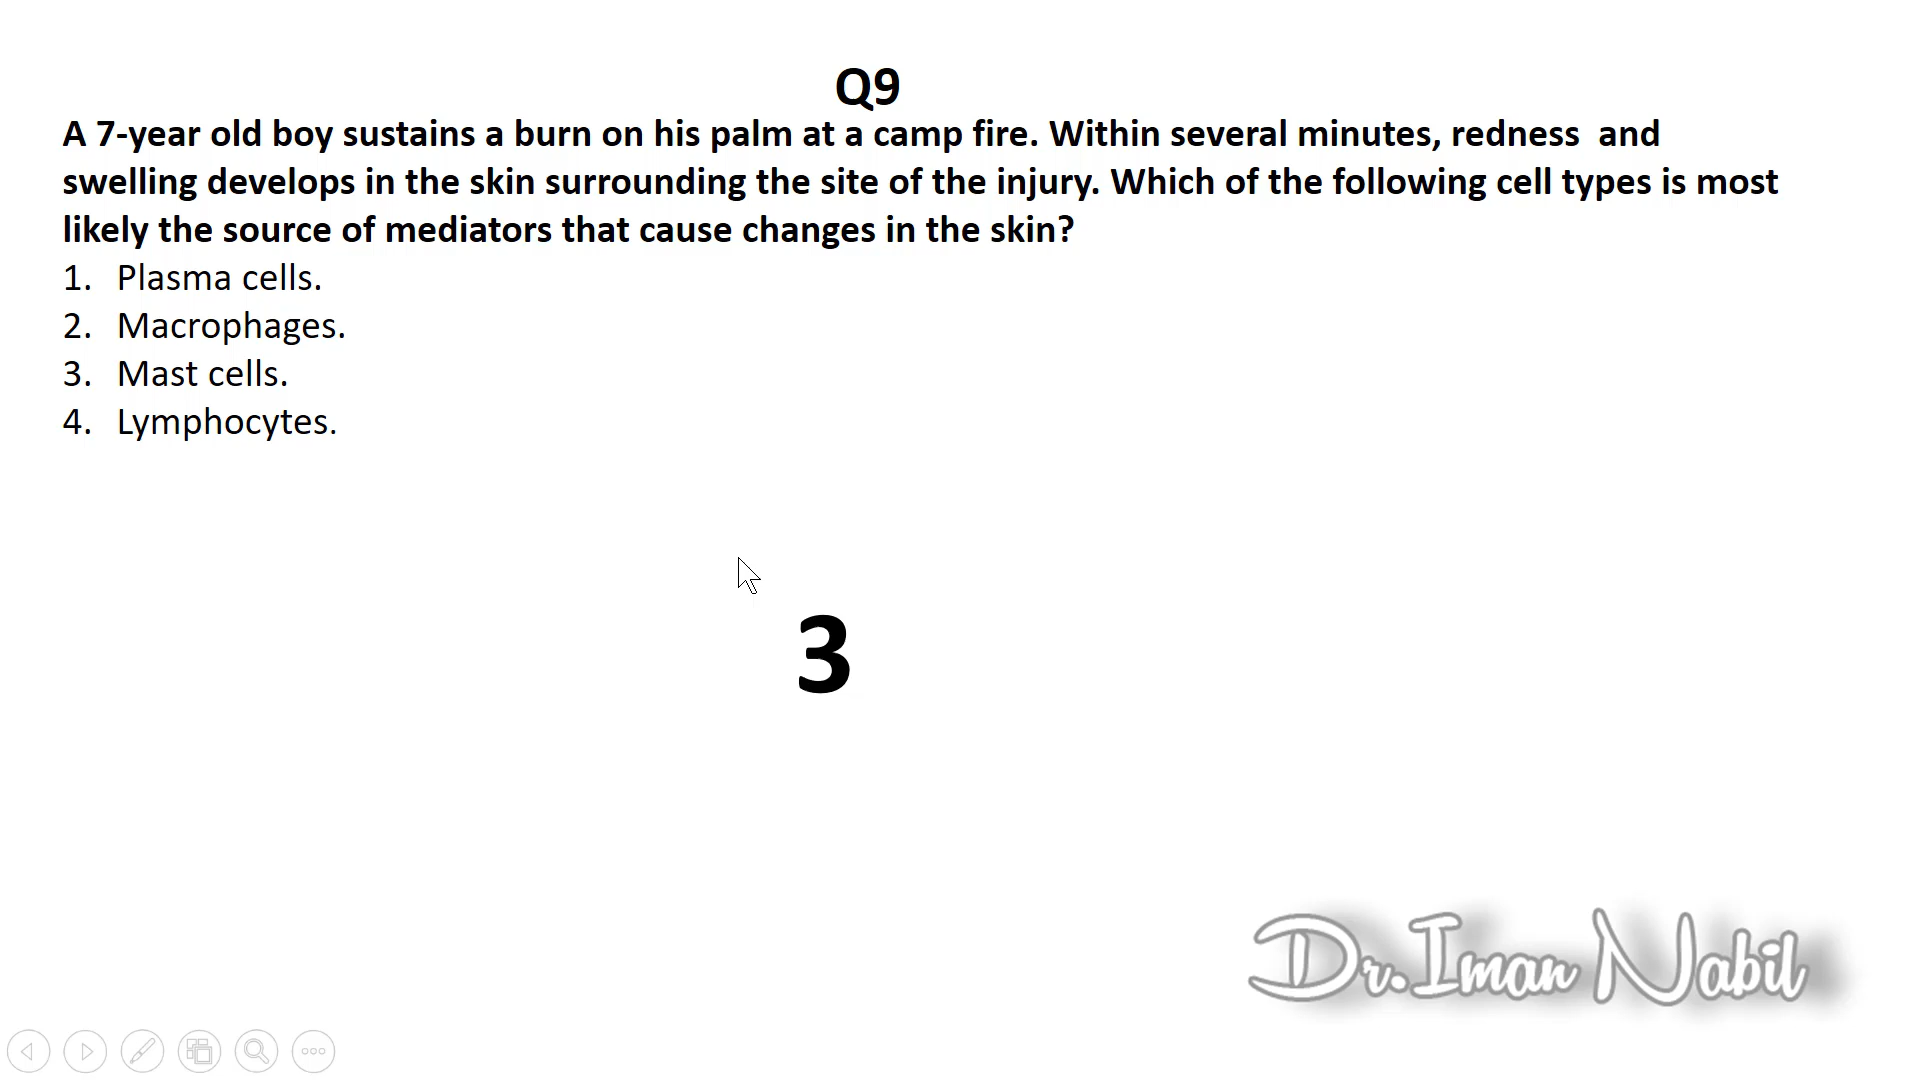 Q9
A 7-year old boy sustains a burn on his palm at a camp fire. Within several minutes, redness  and
swelling develops in the skin surrounding the site of the injury. Which of the following cell types is most
likely the source of mediators that cause changes in the skin?
1. Plasma cells.
2. Macrophages.
3. Mast cells.
4. Lymphocytes.
3
Dr.Iman Nabil